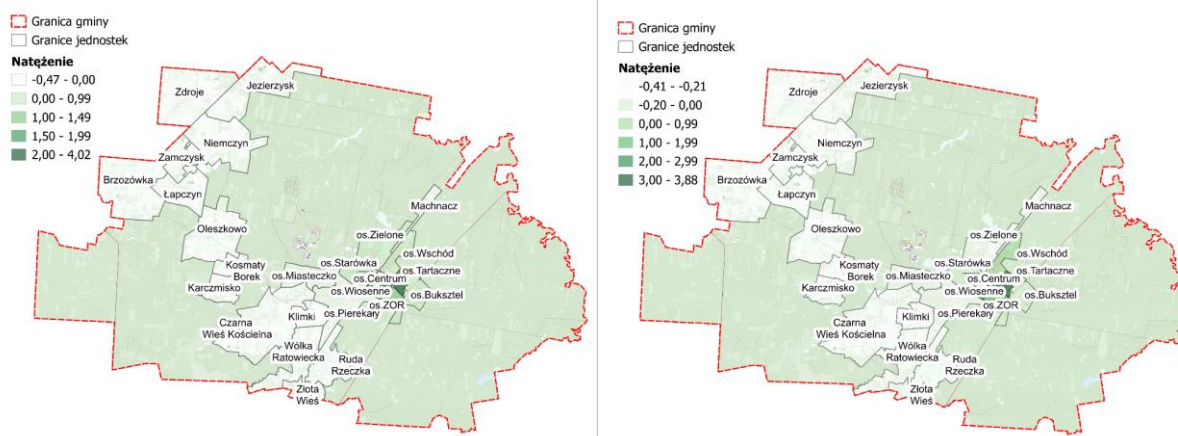 Granica gminy
Granice jednostek
Natężenie
-0,47 - 0,00
0,00 - 0,99
1,00 - 1,49
1,50 - 1,99
2,00 - 4,02
Zdroje
Jezierzysk
Niemczyn
Zamczysk
Brzozówka
Łapczyn
Machnacz
Oleszkowo
os.Zielone
os.Wschód
os.Starówka
Kosmaty
Borek
os.Miasteczko
os.Centrum
os.Tartaczne
Karczmisko
os.Wiosenne
os.Buksztel
os.ZOR
Klimki
os.Pierekary
Czarna
Wieś Kościelna
Wólka
Ratowiecka
Ruda
Rzeczka
Złota
Wieś
Granica gminy
Granice jednostek
Natężenie
-0,41 - -0,21
-0,20 - 0,00
0,00 - 0,99
1,00 - 1,99
2,00 - 2,99
3,00 - 3,88
Zdroje
Jezierzysk
Niemczyn
Zamczysk
Brzozówka
Łapczyn
Machnacz
Oleszkowo
os.Zielone
os.Wschód
os.Starówka
Kosmaty
Borek
os.Miasteczko
os.Centrum
os.Tartaczne
Karczmisko
os.Wiosenne
os.Buksztel
os.ZOR
Klimki
os.Pierekary
Czarna
Wieś Kościelna
Wólka
Ratowiecka
Ruda
Rzeczka
Złota
Wieś